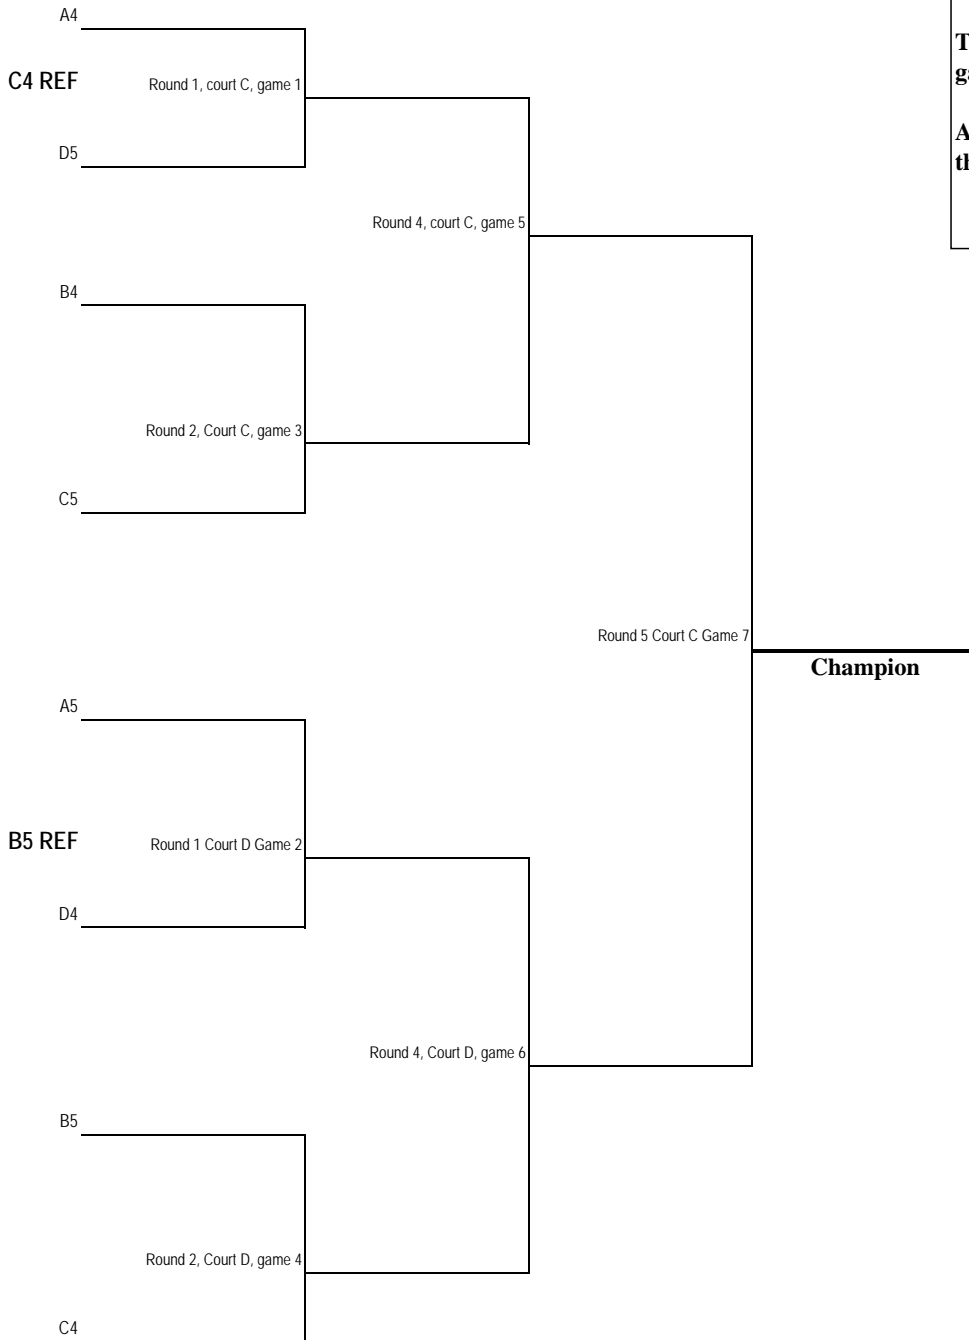 A4
C4 REF
Round 1, court C, game 1
D5
Round 4, court C, game 5
B4
Round 2, Court C, game 3
C5
Round 5 Court C Game 7
Champion
A5
B5 REF
Round 1 Court D Game 2
D4
Round 4, Court D, game 6
B5
Round 2, Court D, game 4
C4